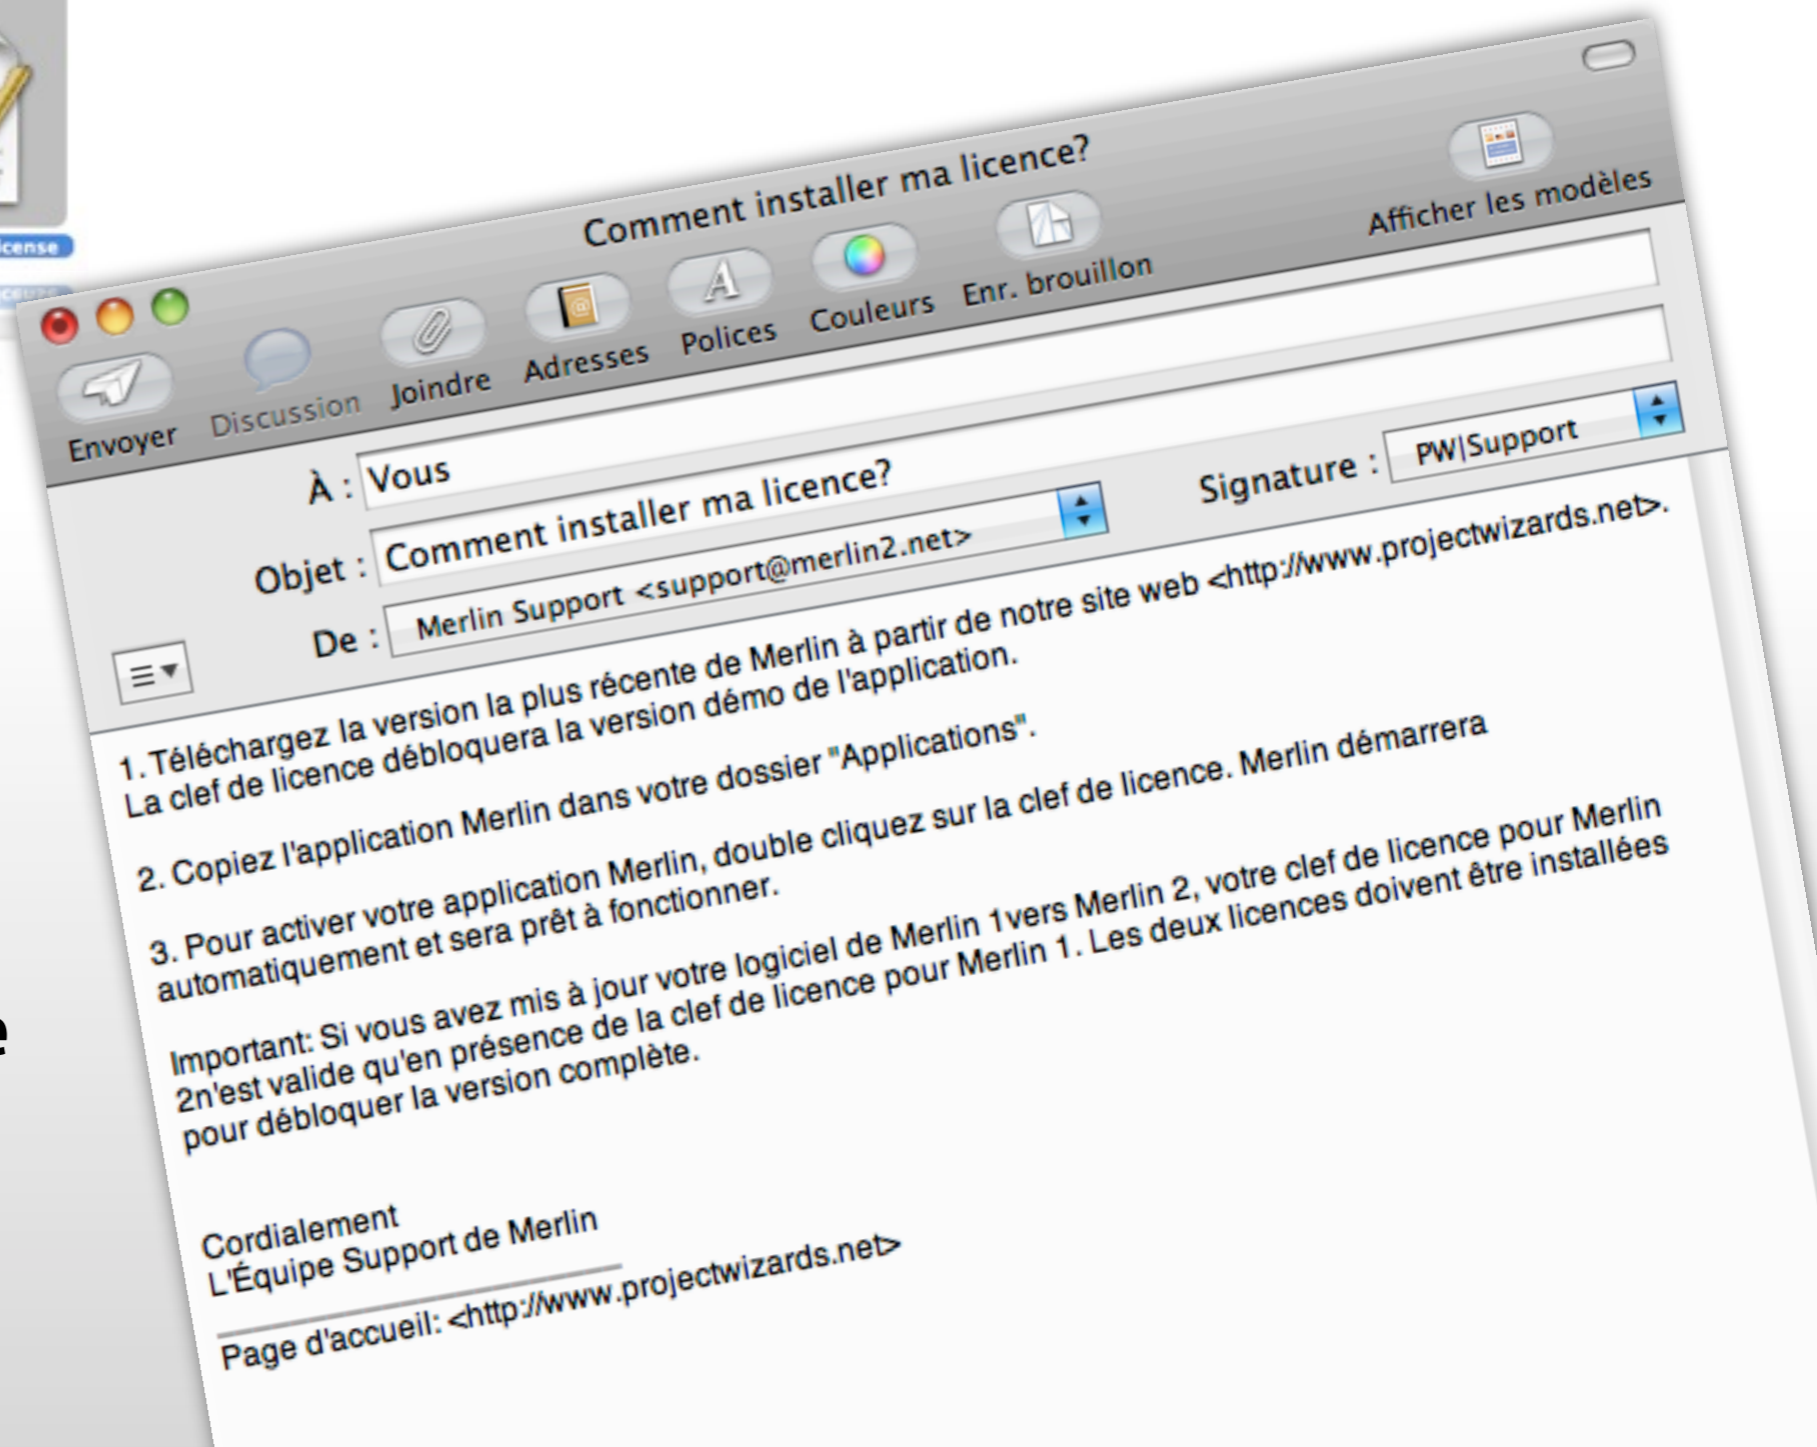 icense
Comment installer ma licence?
Envoyer
Discussion
Joindre
Adresses
Polices
Couleurs
Enr. brouillon
Afficher les modèles
À : Vous
Objet : Comment installer ma licence?
De : Merlin Support <support@merlin2.net>
Signature : PW|Support
1. Téléchargez la version la plus récente de Merlin à partir de notre site web <http://www.projectwizards.net>.
La clef de licence débloquera la version démo de l'application.
2. Copiez l'application Merlin dans votre dossier "Applications".
3. Pour activer votre application Merlin, double cliquez sur la clef de licence. Merlin démarrera
automatiquement et sera prêt à fonctionner.
Important: Si vous avez mis à jour votre logiciel de Merlin 1vers Merlin 2, votre clef de licence pour Merlin
2n'est valide qu'en présence de la clef de licence pour Merlin 1. Les deux licences doivent être installées
pour débloquer la version complète.
Cordialement
L'Équipe Support de Merlin
Page d'accueil: <http://www.projectwizards.net>
e